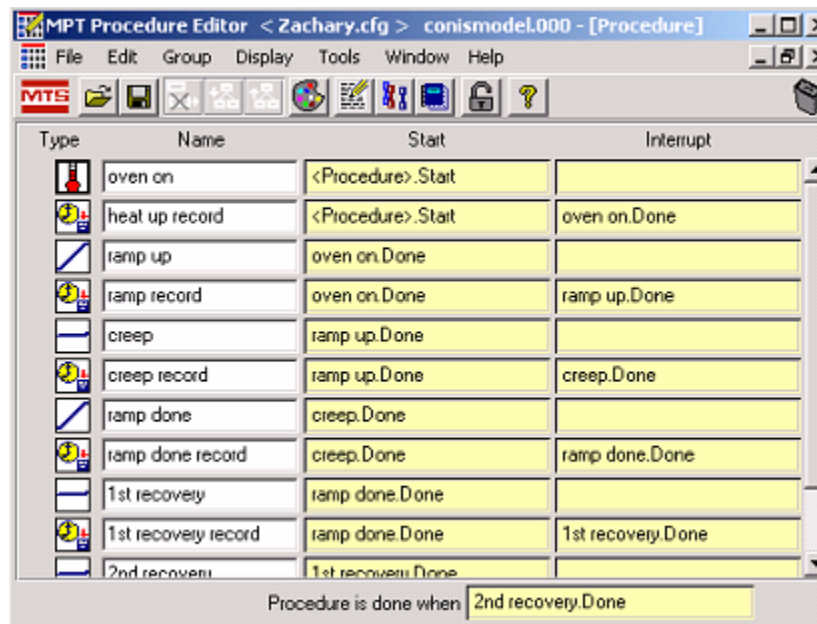 MPT Procedure Editor < Zachary.cfg > conismodel.000 - [Procedure]
File Edit Group Display Tools Window Help
MTS
Type Name Start Interrupt
oven on <Procedure>.Start
heat up record <Procedure>.Start oven on.Done
ramp up oven on.Done
ramp record oven on.Done ramp up.Done
creep ramp up.Done
creep record ramp up.Done creep.Done
ramp done creep.Done
ramp done record creep.Done ramp done.Done
1st recovery ramp done.Done
1st recovery record ramp done.Done 1st recovery.Done
2nd recovery 1st recovery.Done
Procedure is done when 2nd recovery.Done